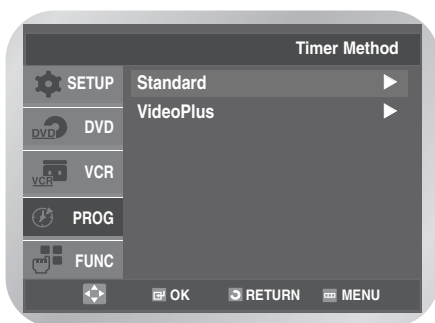 Timer Method
SETUP
Standard
VideoPlus
DVD DVD
VCR VCR
PROG
FUNC
OK RETURN MENU